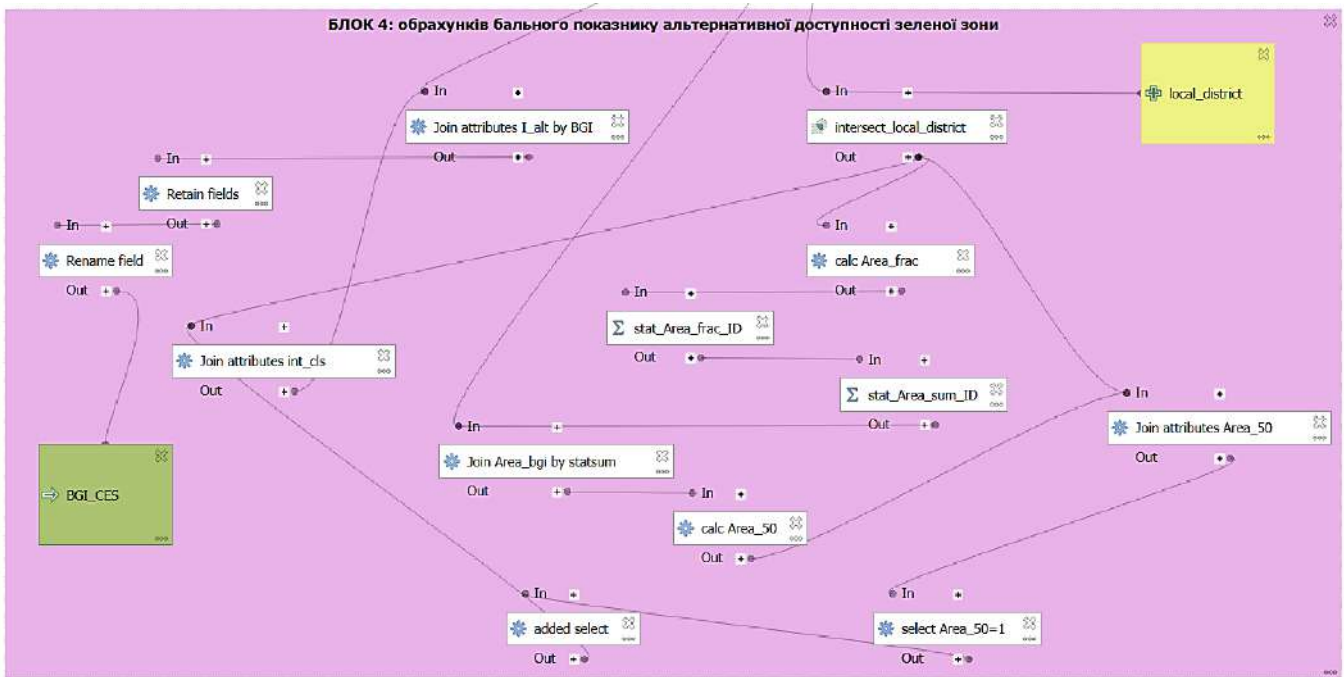 БЛОК 4: обрахунків бального показнику альтернативної доступності зеленої зони
In
Join attributes I_alt by BGI
Out
In
intersect_local_district
Out
local_district
In
Retain fields
Out
In
Rename field
Out
In
calc Area_frac
Out
In
stat_Area_frac_ID
Out
In
Join attributes int_cls
Out
In
stat_Area_sum_ID
Out
In
Join attributes Area_50
Out
In
Join Area_bgi by statsum
Out
BGI_CES
In
calc Area_50
Out
In
added select
Out
In
select Area_50=1
Out